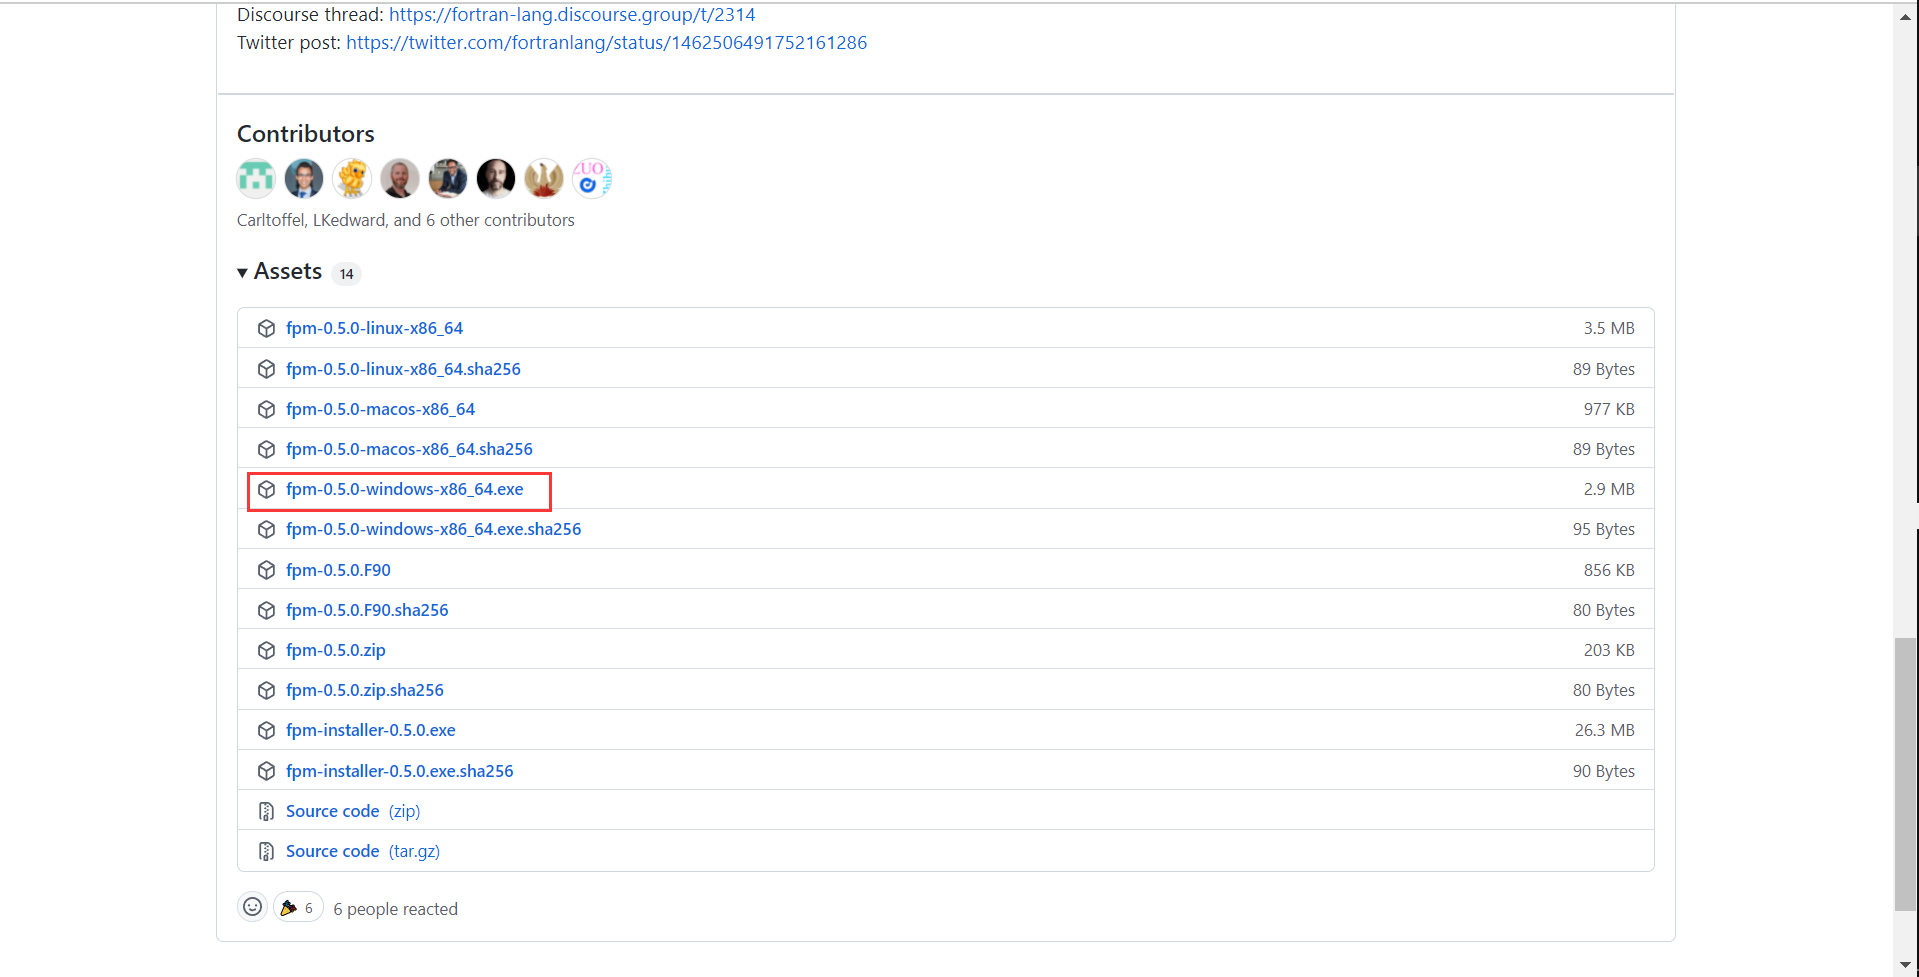 Discourse thread: https://fortran-lang.discourse.group/t/2314
Twitter post: https://twitter.com/fortranlang/status/1462506491752161286
Contributors
ZUO
Carltoffel, LKedward, and 6 other contributors
Assets 14
fpm-0.5.0-linux-x86_64 3.5 MB
fpm-0.5.0-linux-x86_64.sha256 89 Bytes
fpm-0.5.0-macos-x86_64 977 KB
fpm-0.5.0-macos-x86_64.sha256 89 Bytes
fpm-0.5.0-windows-x86_64.exe 2.9 MB
fpm-0.5.0-windows-x86_64.exe.sha256 95 Bytes
fpm-0.5.0.F90 856 KB
fpm-0.5.0.F90.sha256 80 Bytes
fpm-0.5.0.zip 203 KB
fpm-0.5.0.zip.sha256 80 Bytes
fpm-installer-0.5.0.exe 26.3 MB
fpm-installer-0.5.0.exe.sha256 90 Bytes
Source code (zip)
Source code (tar.gz)
6 6 people reacted